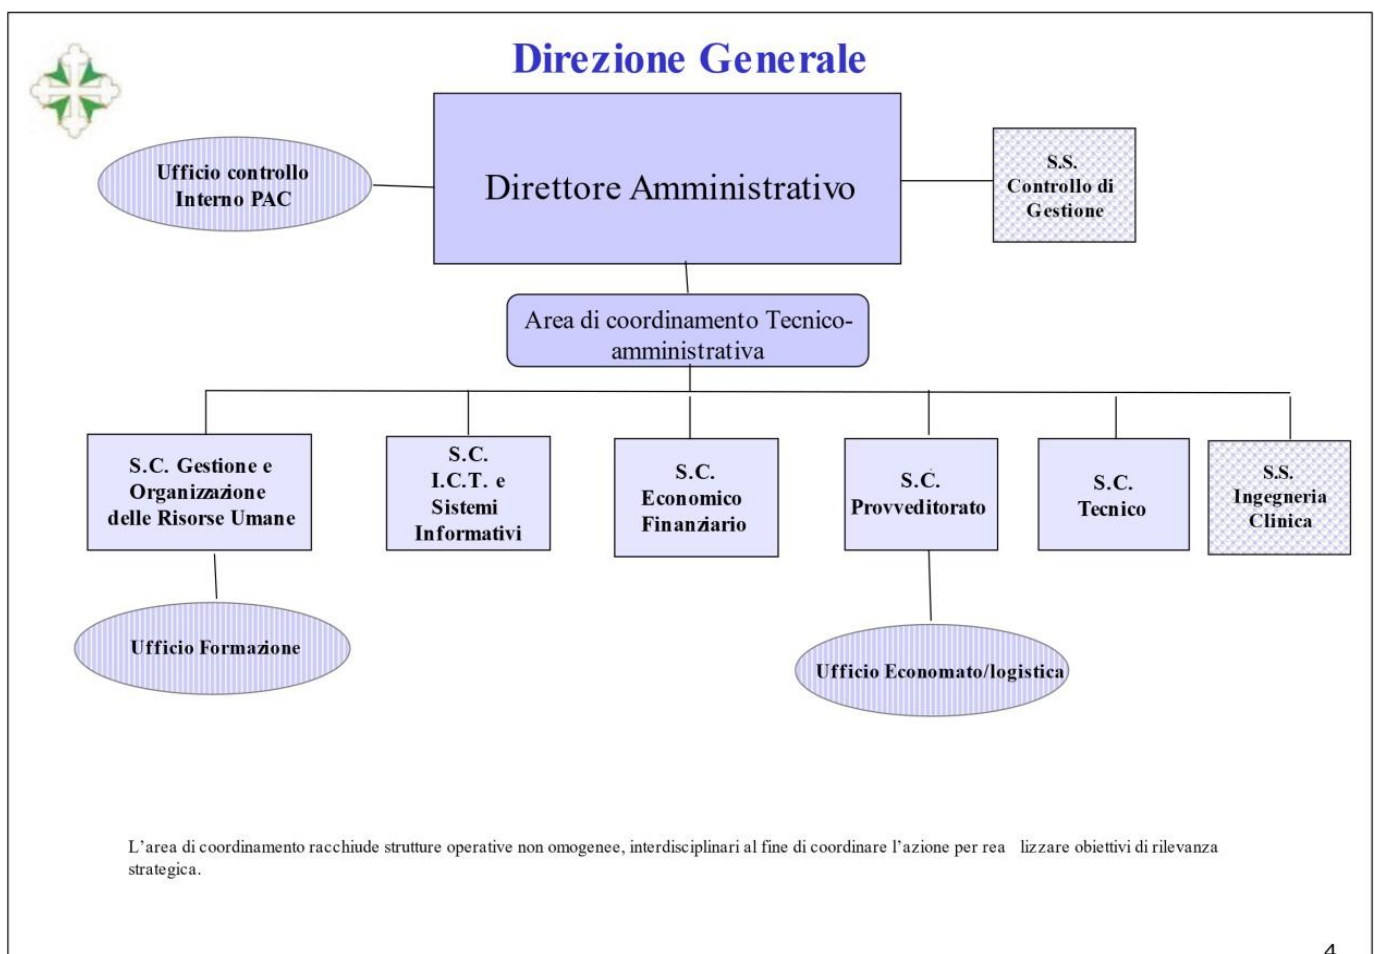 Direzione Generale
Ufficio controllo
Interno PAC
Direttore Amministrativo
S.S.
Controllo di
Gestione
Area di coordinamento Tecnico-
amministrativa
S.C. Gestione e
Organizzazione
delle Risorse Umane
S.C.
I.C.T. e
Sistemi
Informativi
S.C.
Economico
Finanziario
S.C.
Provveditorato
S.C.
Tecnico
S.S.
Ingegneria
Clinica
Ufficio Formazione
Ufficio Economato/logistica
L’area di coordinamento racchiude strutture operative non omogenee, interdisciplinari al fine di coordinare l’azione per rea lizzare obiettivi di rilevanza
strategica.
4